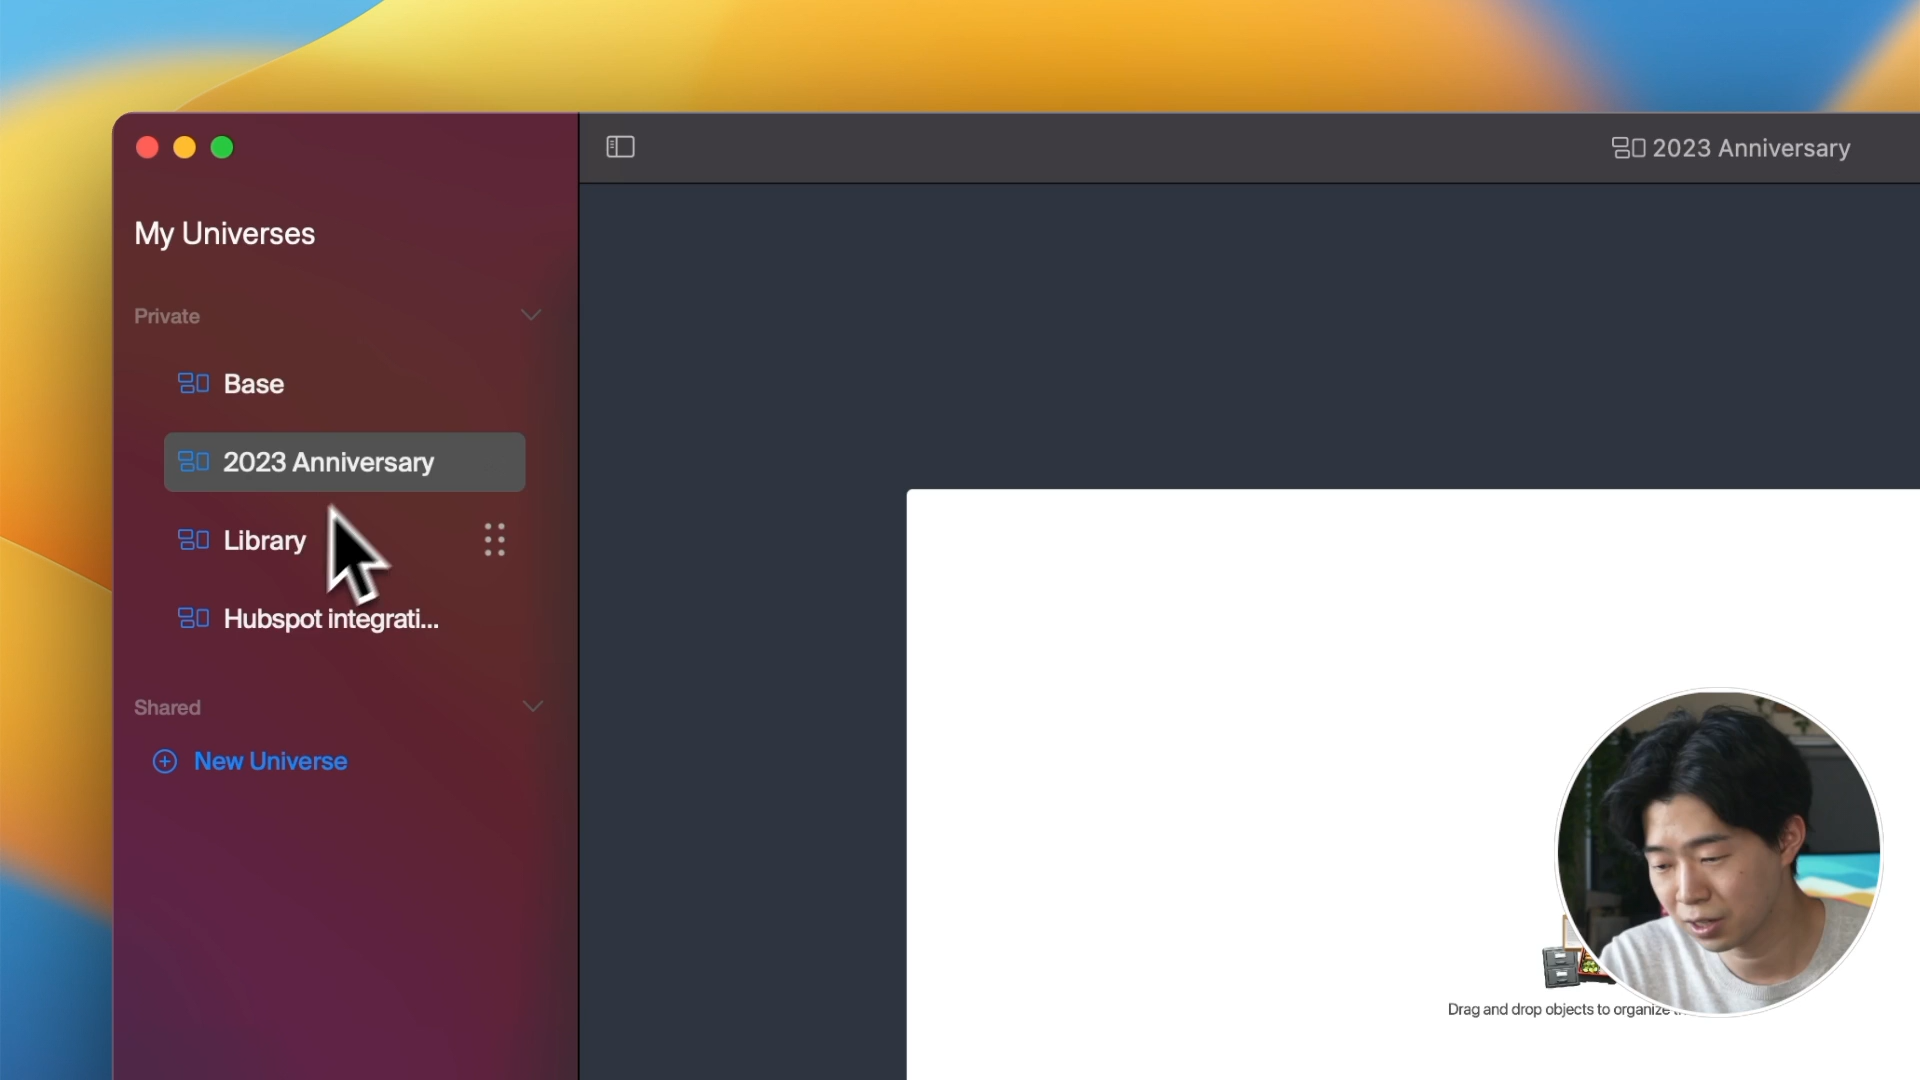 2023 Anniversary
My Universes
Private
Base
2023 Anniversary
Library
Hubspot integrati...
Shared
New Universe
Drag and drop objects to organize